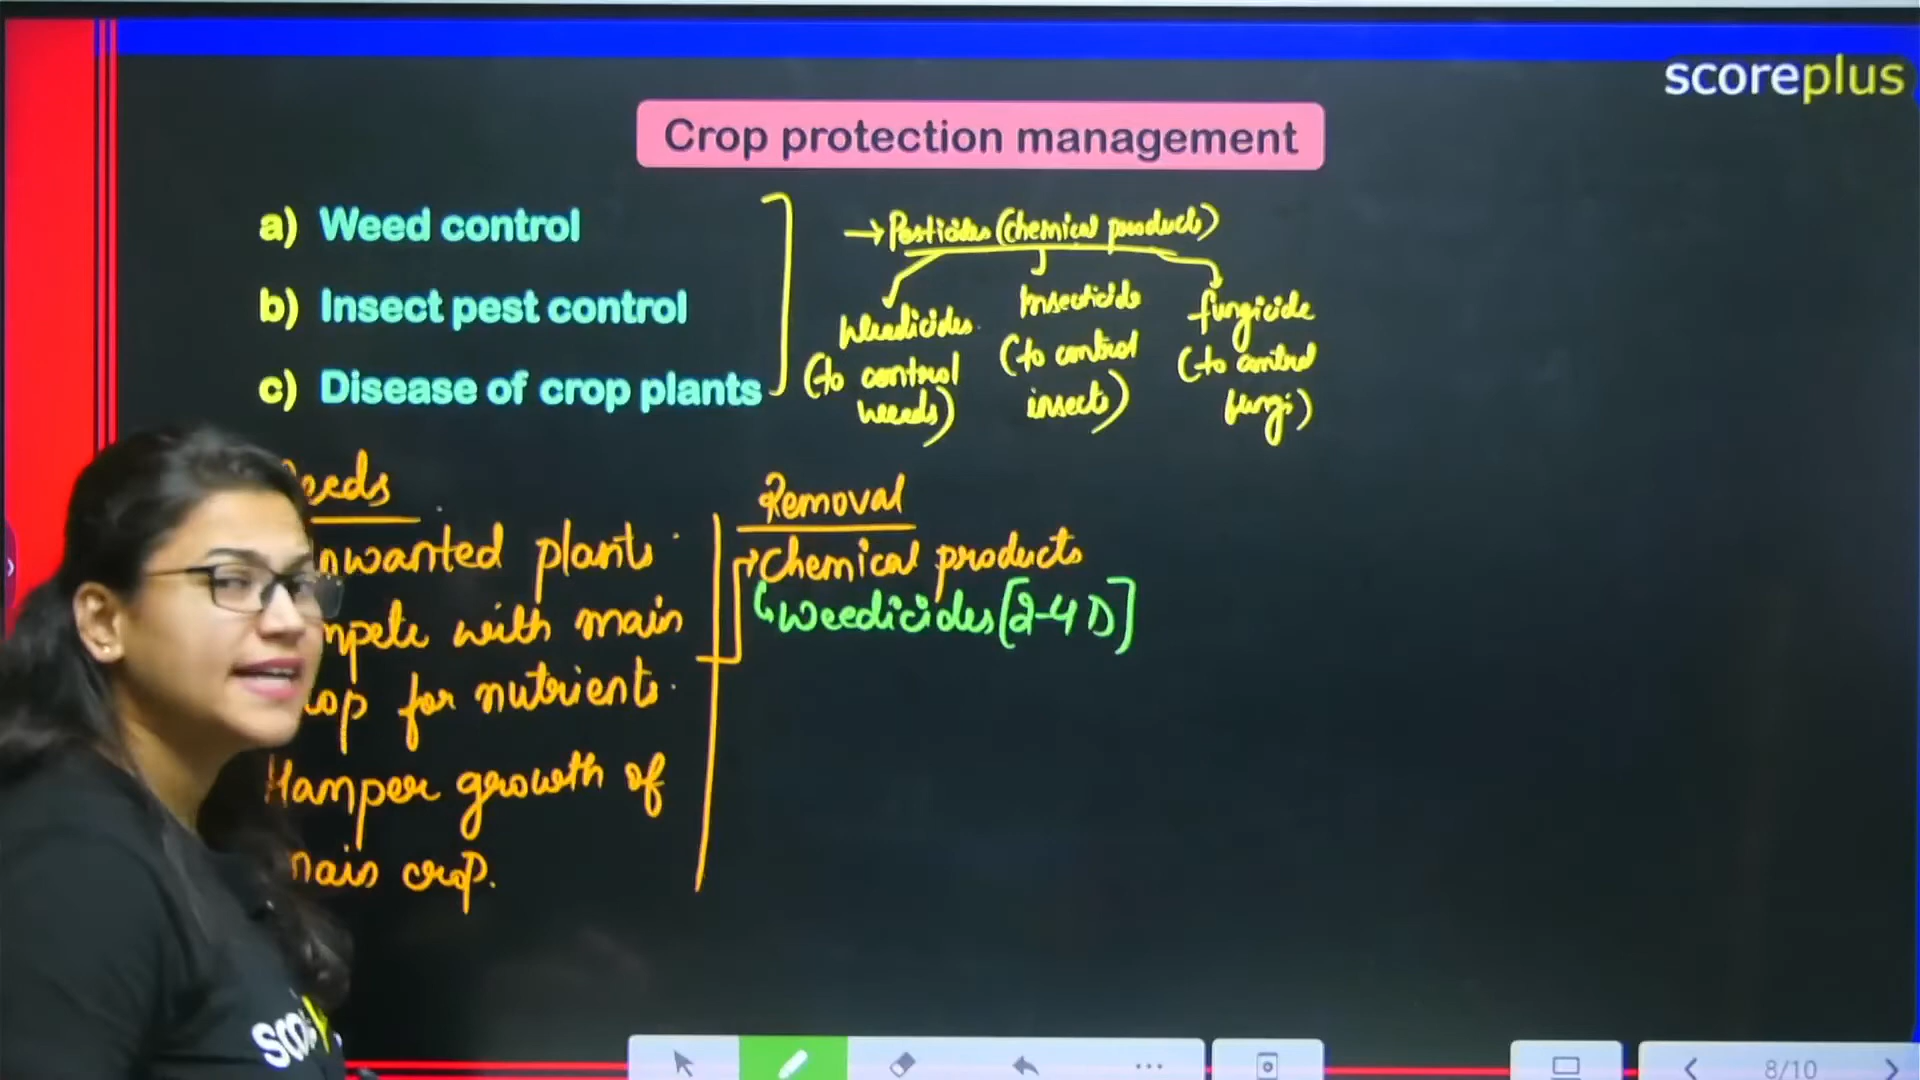 scoreplus
Crop protection management
a) Weed control
b) Insect pest control
c) Disease of crop plants
→ Pesticides (chemical products)
Weedicides
(to control
weeds)
Insecticide
(to control
insects)
fungicide
(to control
fungi)
eeds
nwanted plants
mpete with main
op for nutrients
Hamper growth of
main crop.
Removal
Chemical products
Weedicides [2-4 D]
8/10